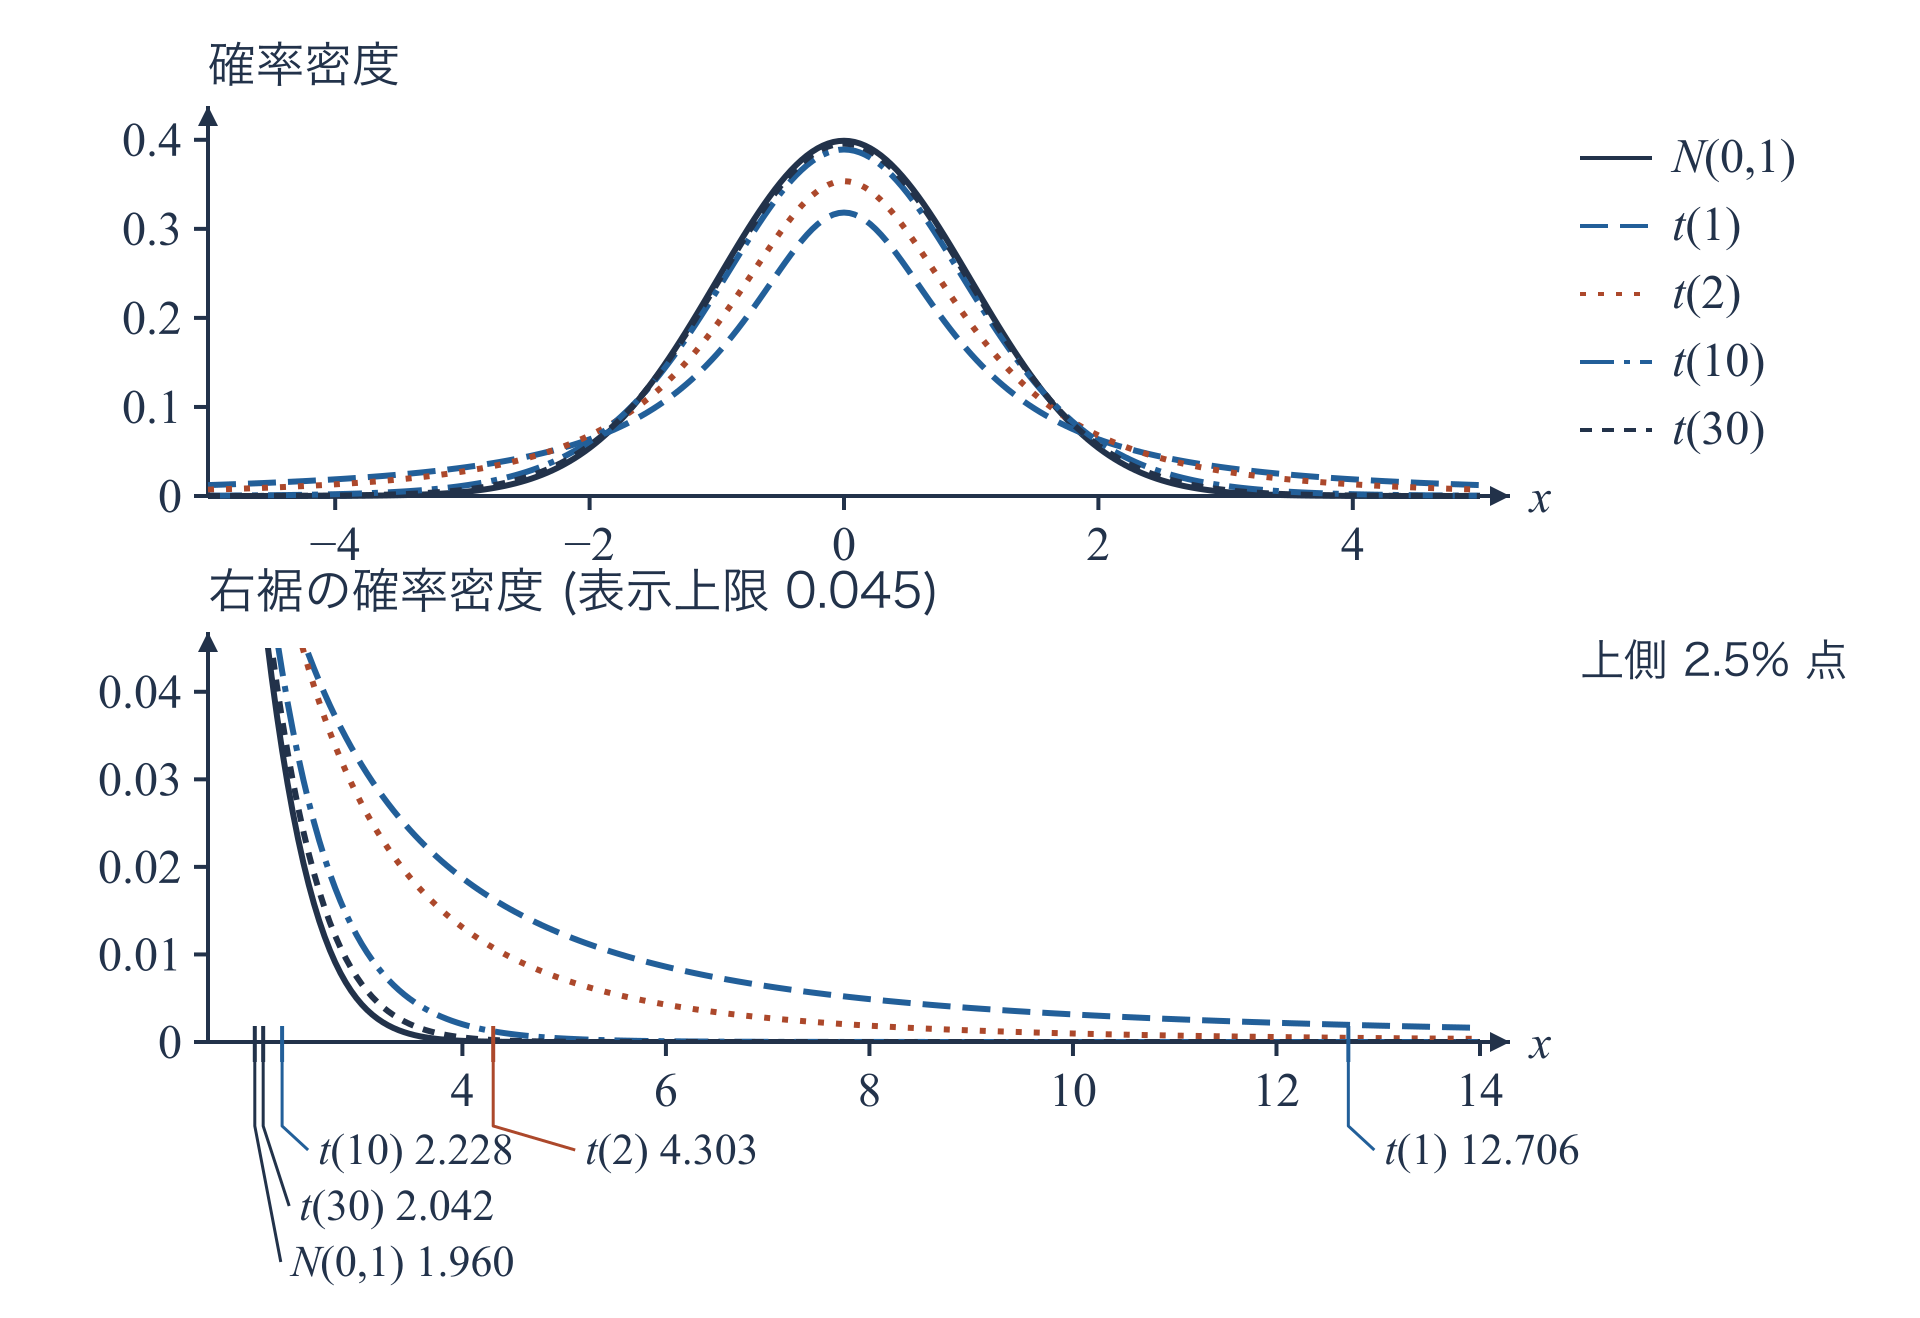 確率密度
0.4
0.3
0.2
0.1
0
−4 −2 0 2 4
x
N(0,1)
t(1)
t(2)
t(10)
t(30)
右裾の確率密度 (表示上限 0.045)
上側 2.5% 点
0.04
0.03
0.02
0.01
0
4 6 8 10 12 14
x
t(10) 2.228
t(2) 4.303
t(1) 12.706
t(30) 2.042
N(0,1) 1.960